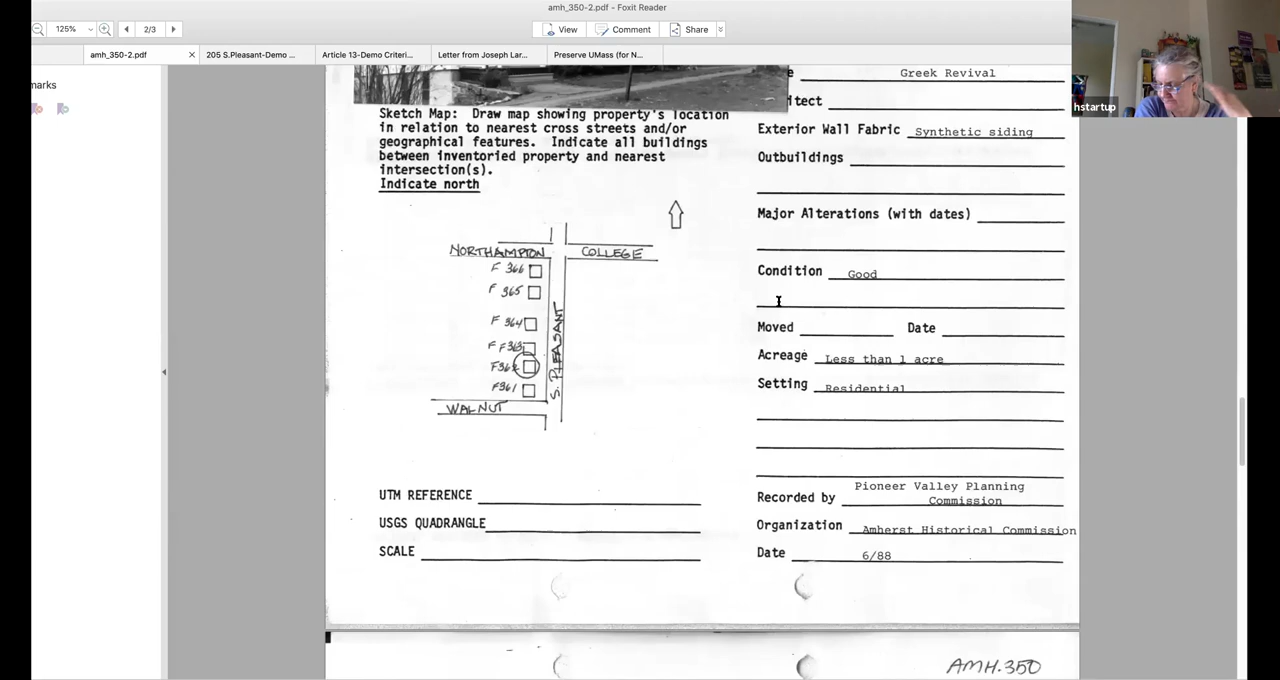 amh_350-2.pdf - Foxit Reader
125%
2/3
View
Comment
Share
amh_350-2.pdf
205 S.Pleasant-Demo ...
Article 13-Demo Criteri...
Letter from Joseph Lar...
Preserve UMass (for N...
marks
hstartup
e Greek Revival
itect
Sketch Map: Draw map showing property's location
in relation to nearest cross streets and/or
geographical features. Indicate all buildings
between inventoried property and nearest
intersection(s).
Indicate north
NORTHAMPTON
COLLEGE
F 366
F 365
F 364
F F363
F362
F361
S. PLEASANT
WALNUT
UTM REFERENCE
USGS QUADRANGLE
SCALE
Exterior Wall Fabric Synthetic siding
Outbuildings
Major Alterations (with dates)
Condition Good
Moved Date
Acreage Less than 1 acre
Setting Residential
Recorded by Pioneer Valley Planning
Commission
Organization Amherst Historical Commission
Date 6/88
AMH.350